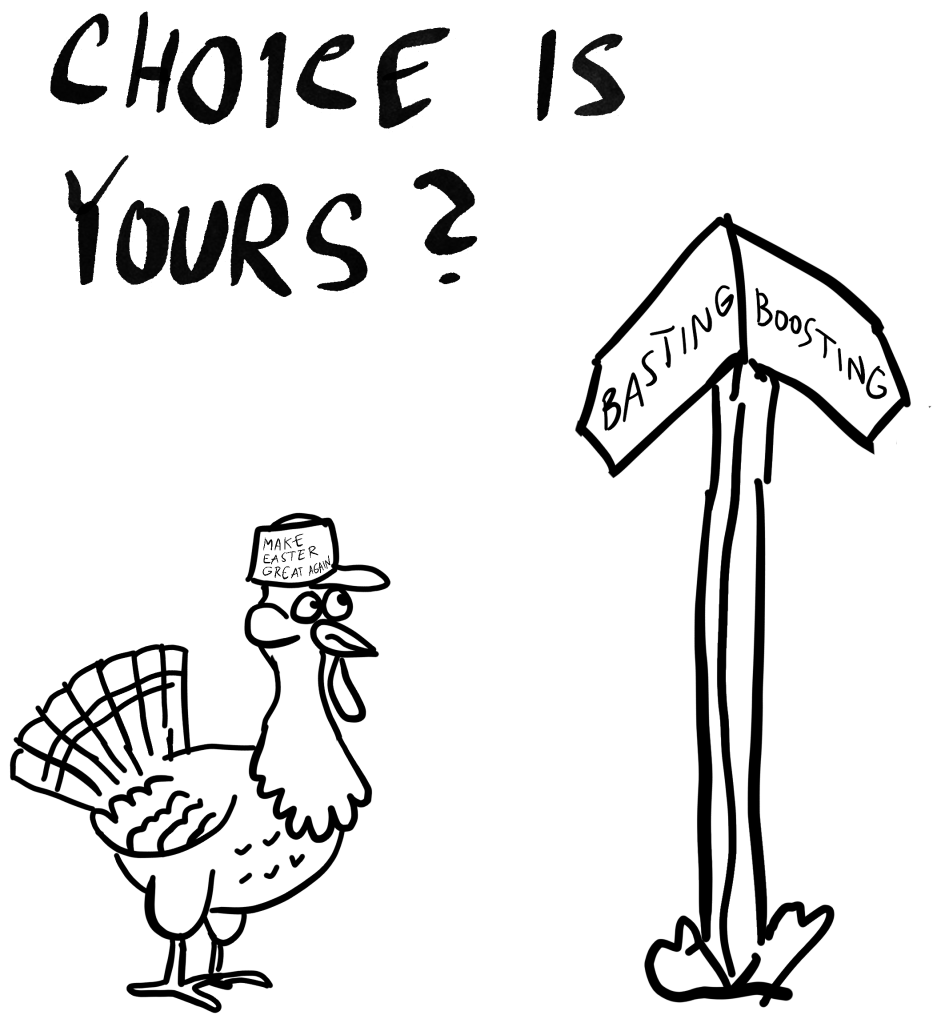 CHOICE IS
YOURS?
BASTING
BOOSTING
MAKE
EASTER
GREAT AGAIN